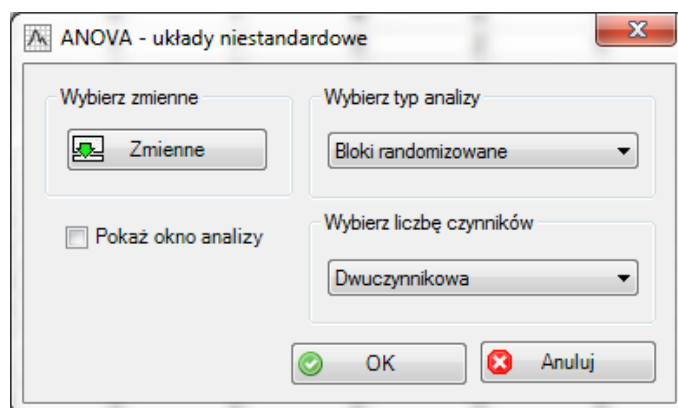 ANOVA - układy niestandardowe
Wybierz zmienne
Zmienne
Pokaż okno analizy
Wybierz typ analizy
Bloki randomizowane
Wybierz liczbę czynników
Dwuczynnikowa
OK
Anuluj